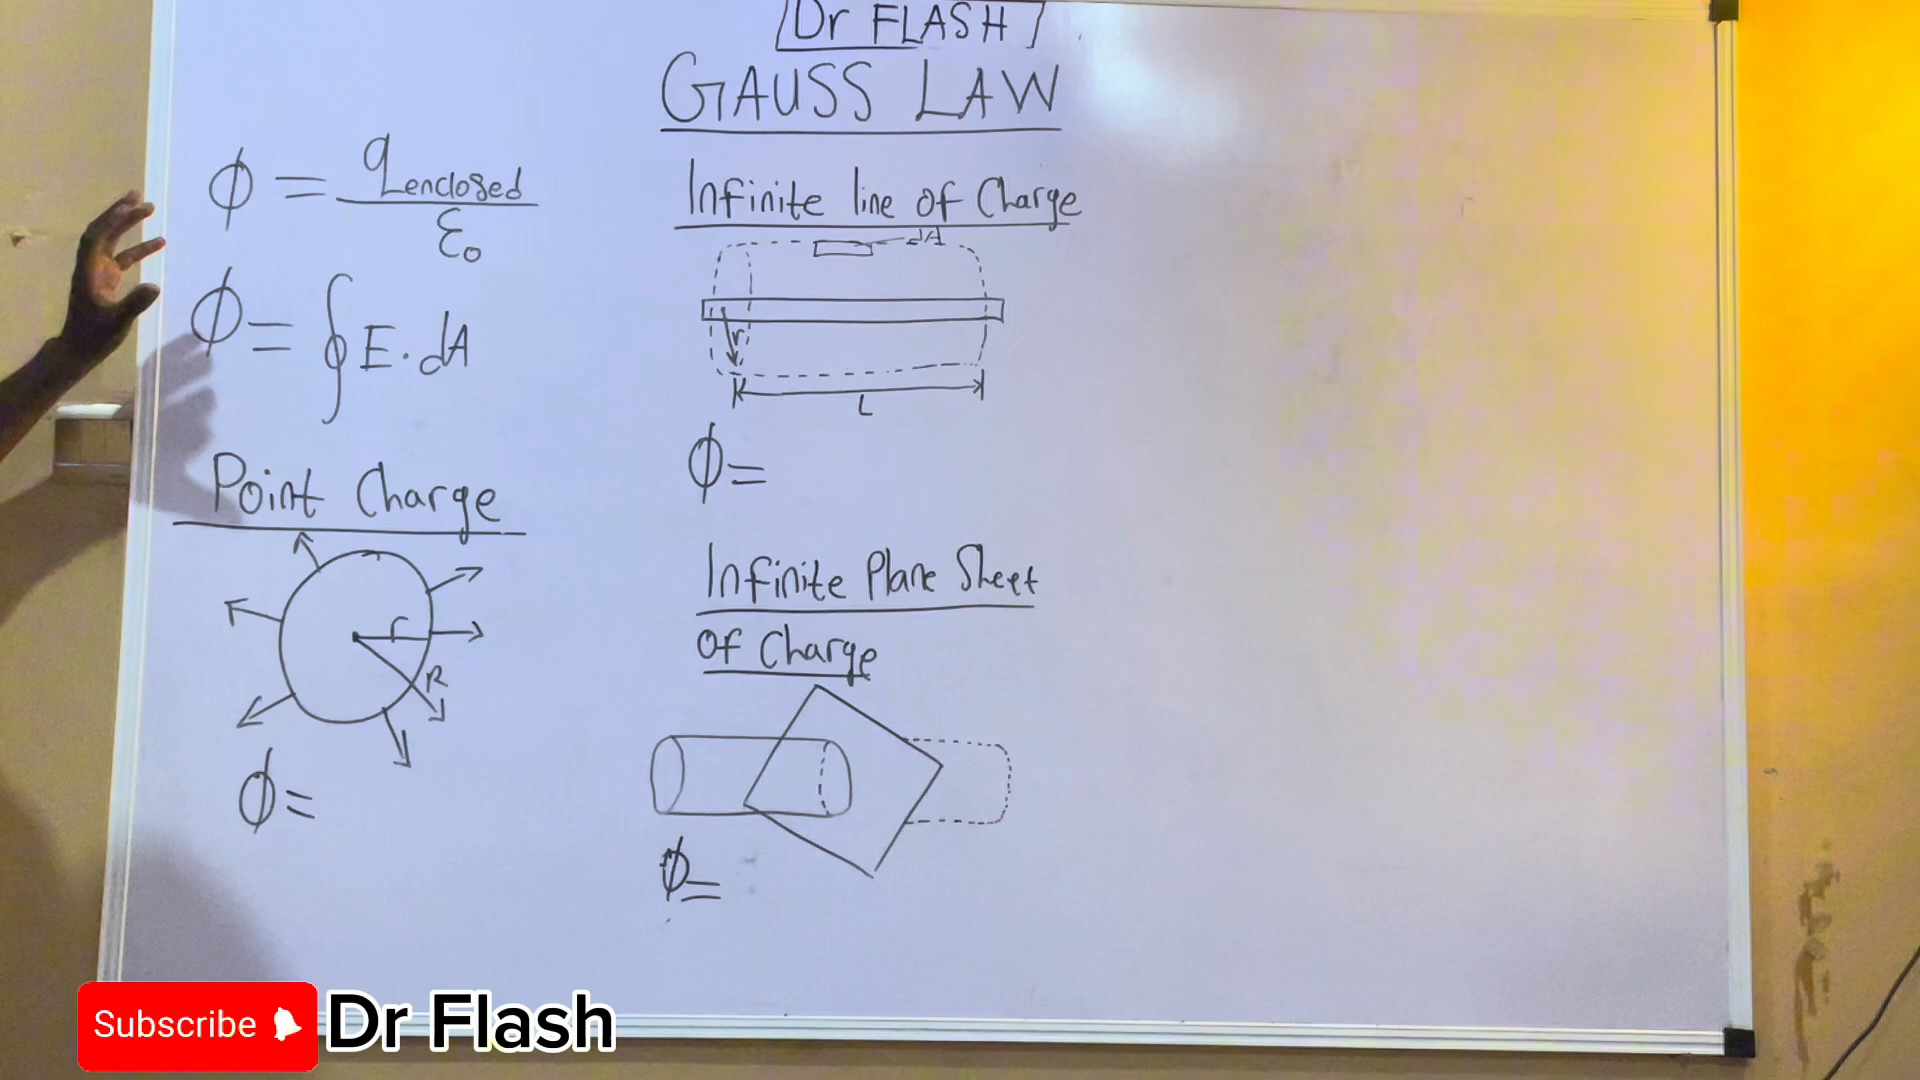 Dr FLASH
GAUSS LAW
ϕ = qenclosed / ε₀
ϕ = ∮ E . dA
Point Charge
r
R
ϕ =
Infinite line of Charge
dA
r
L
ϕ =
Infinite Plane Sheet
of Charge
ϕ =
Subscribe
Dr Flash